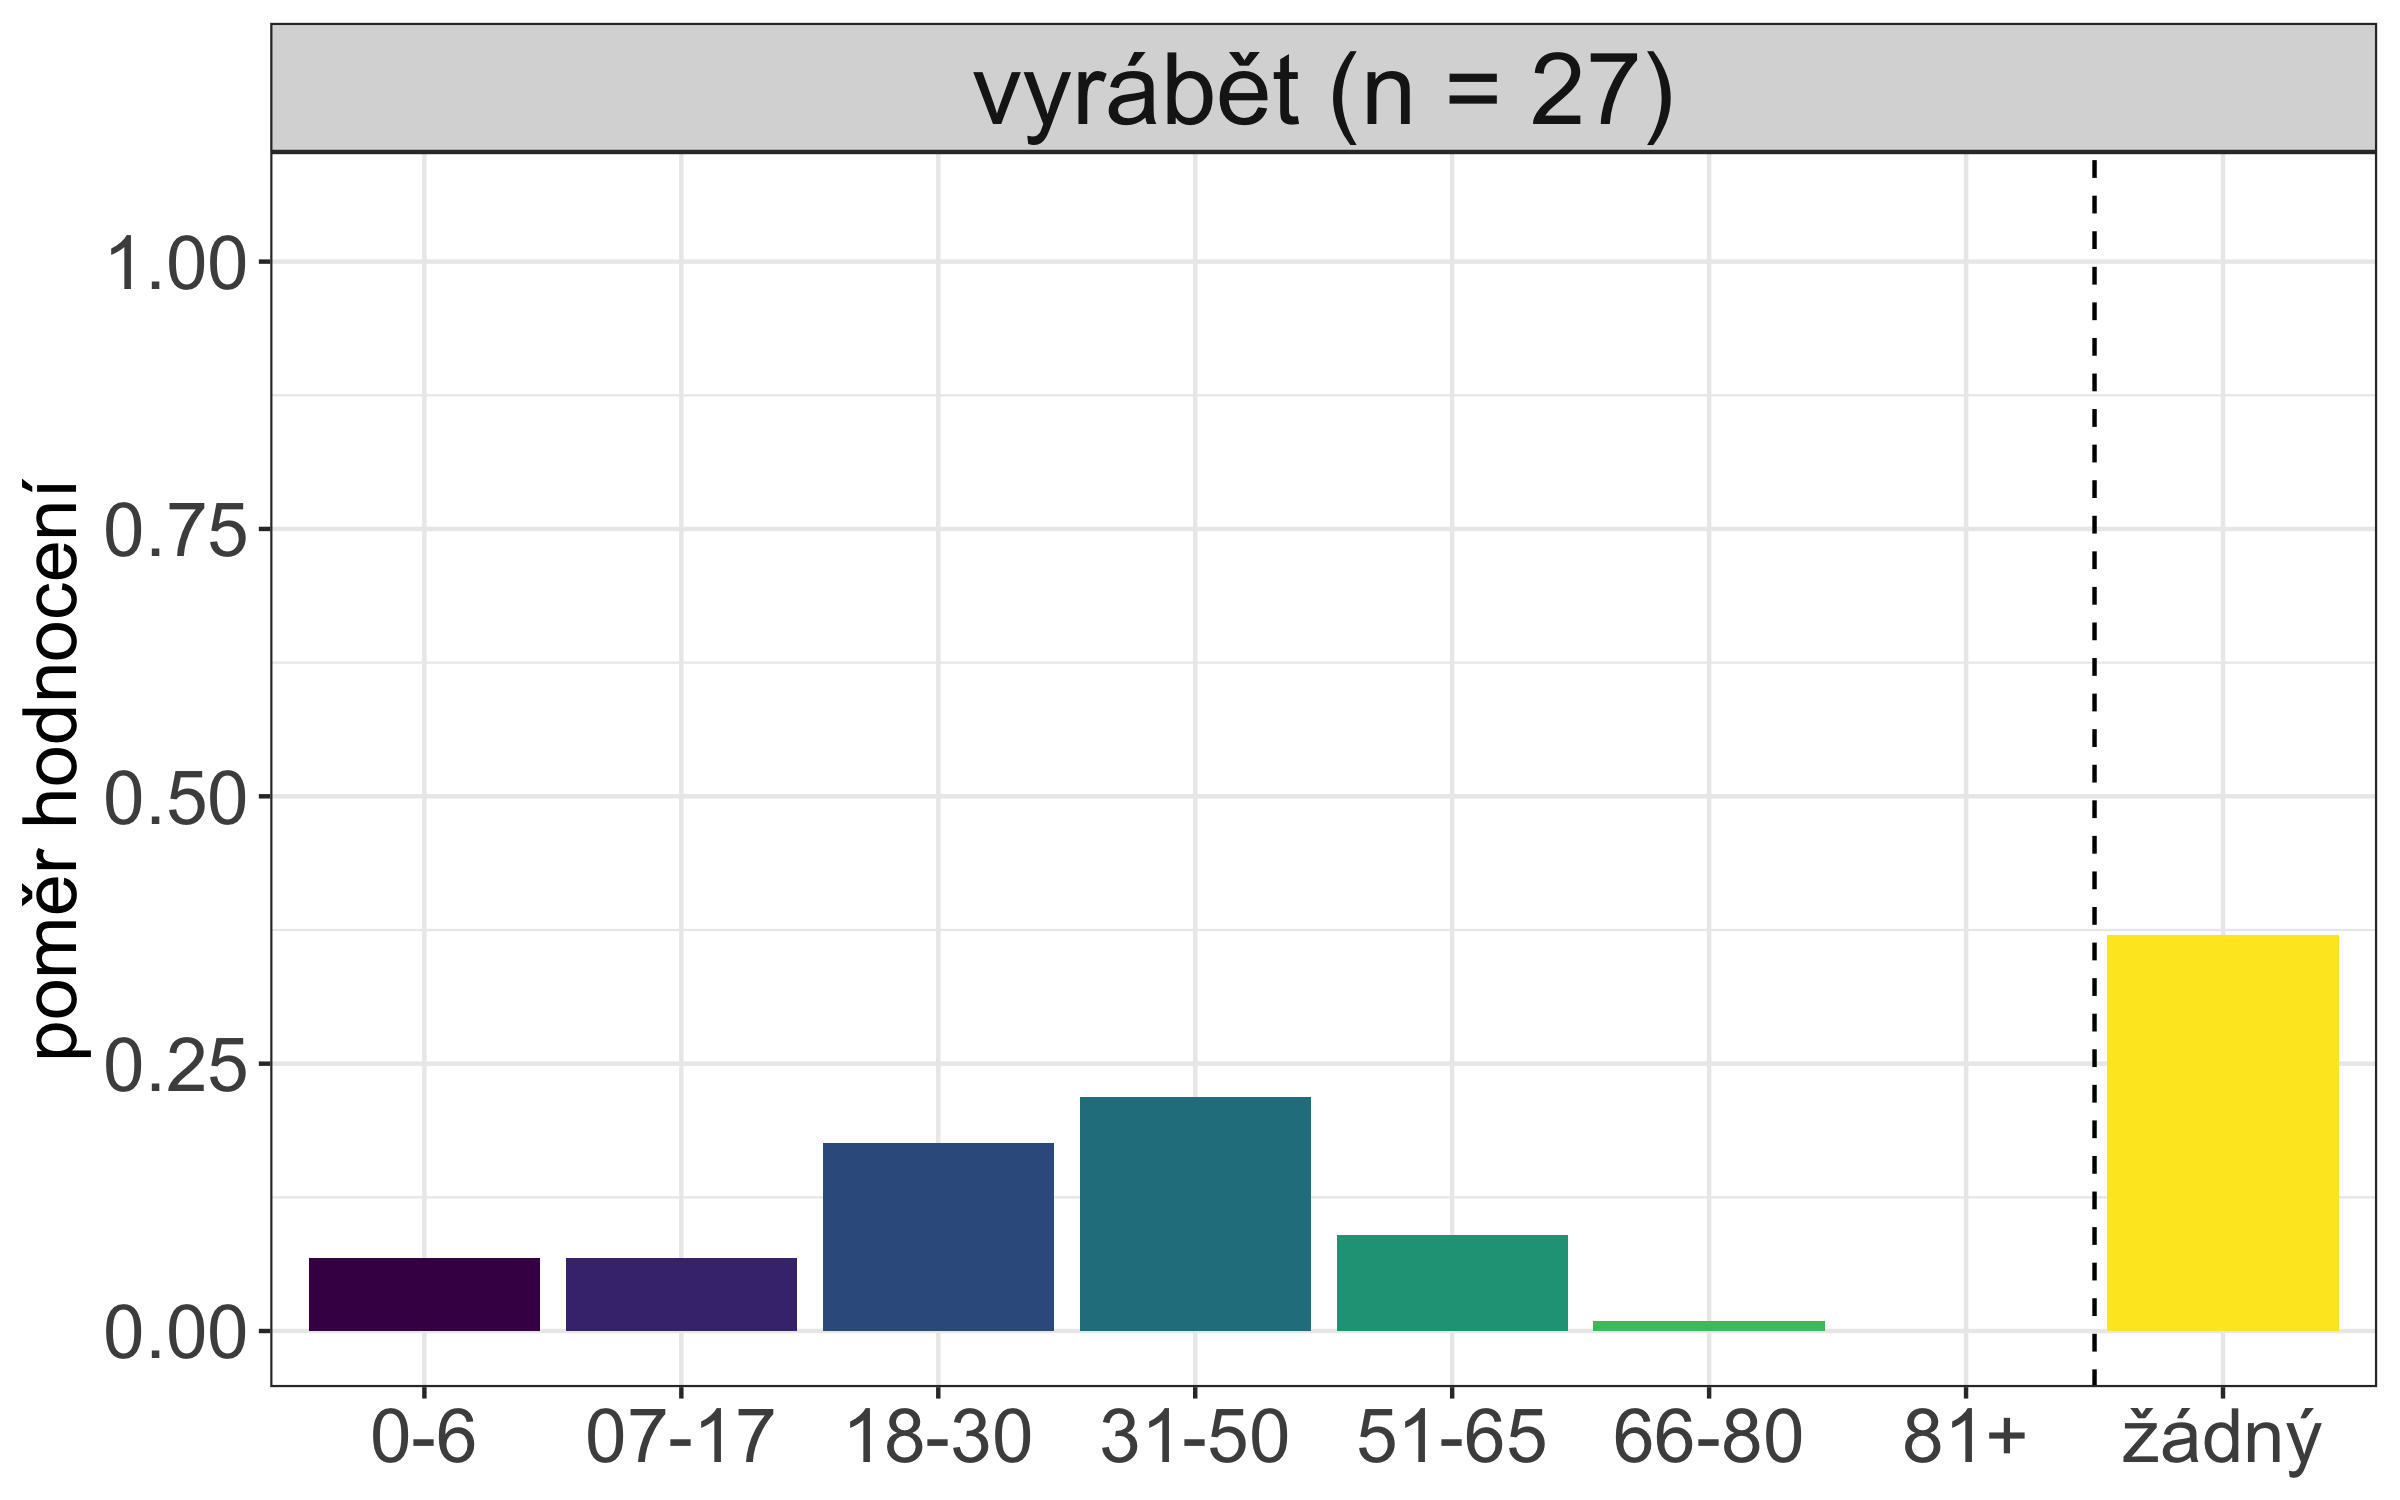 vyrábět (n = 27)
poměr hodnocení
1.00
0.75
0.50
0.25
0.00
0-6 07-17 18-30 31-50 51-65 66-80 81+ žádný